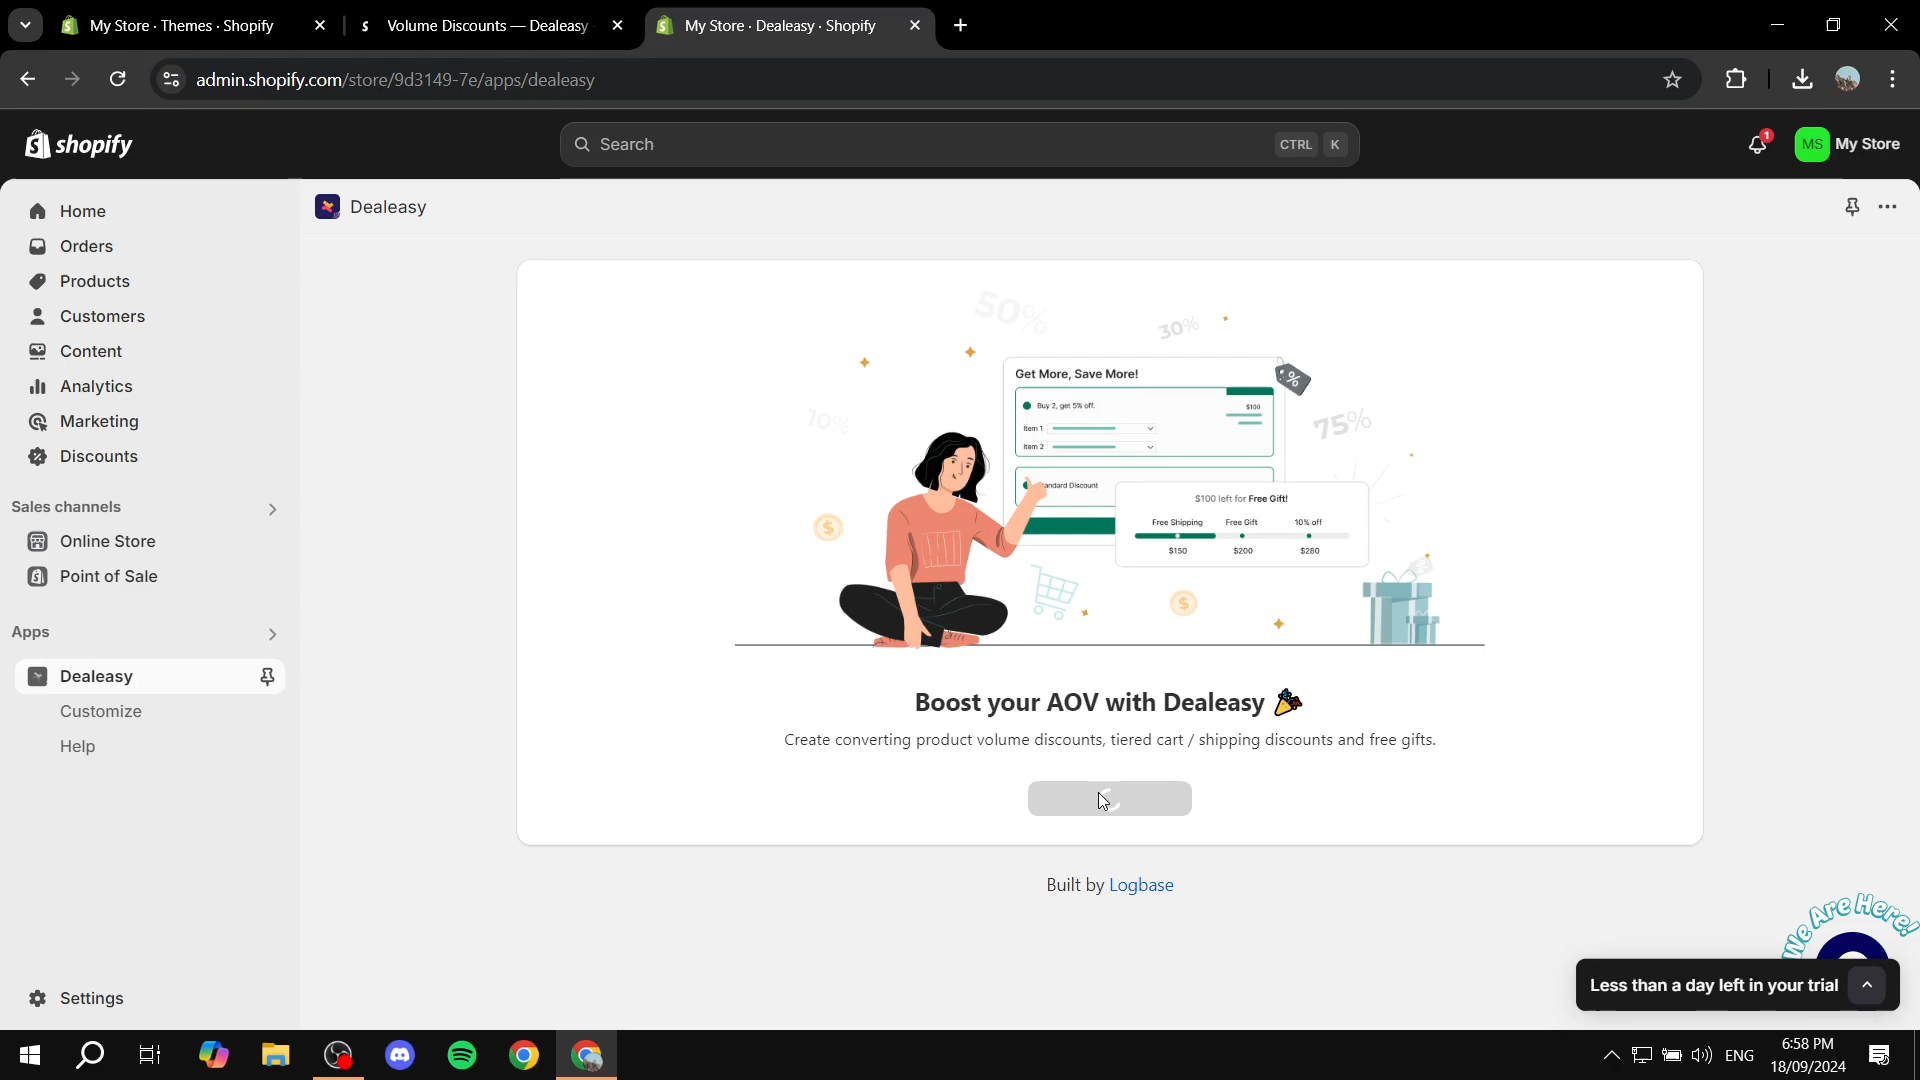 My Store · Themes · Shopify
Volume Discounts — Dealeasy
My Store · Dealeasy · Shopify
admin.shopify.com/store/9d3149-7e/apps/dealeasy
shopify
Search
CTRL K
1
MS My Store
Home
Orders
Products
Customers
Content
Analytics
Marketing
Discounts
Sales channels
Online Store
Point of Sale
Apps
Dealeasy
Customize
Help
Settings
Dealeasy
50%
30%
10%
75%
Get More, Save More!
Buy 2, get 5% off.
$100
Item 1
Item 2
andard Discount
$100 left for Free Gift!
Free Shipping Free Gift 10% off
$150 $200 $280
Boost your AOV with Dealeasy
Create converting product volume discounts, tiered cart / shipping discounts and free gifts.
Built by Logbase
We Are Here!
Less than a day left in your trial
ENG
6:58 PM
18/09/2024